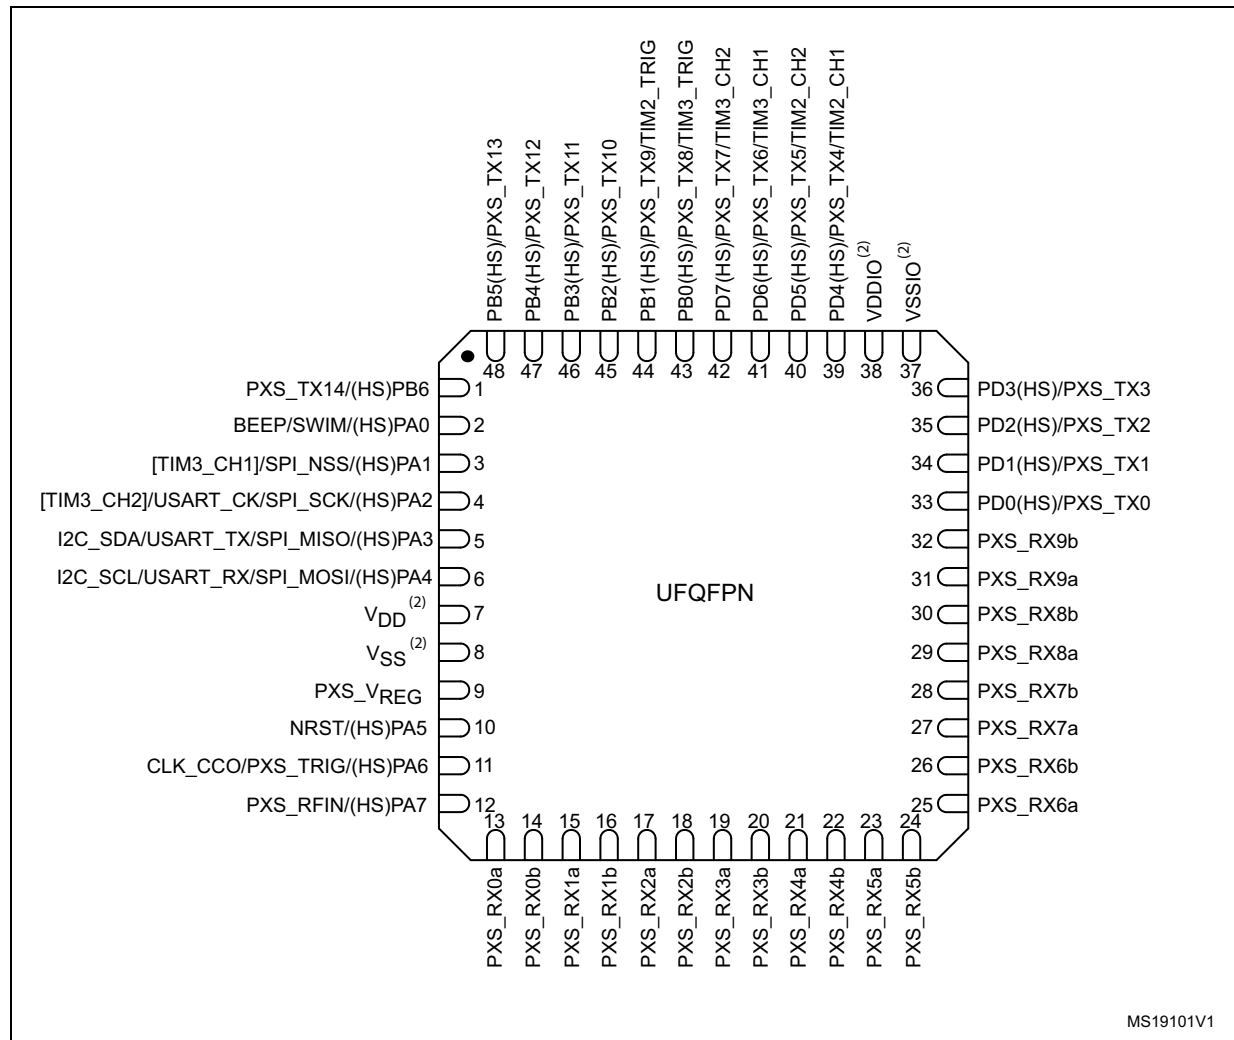 PB5(HS)/PXS_TX13
PB4(HS)/PXS_TX12
PB3(HS)/PXS_TX11
PB2(HS)/PXS_TX10
PB1(HS)/PXS_TX9/TIM2_TRIG
PB0(HS)/PXS_TX8/TIM3_TRIG
PD7(HS)/PXS_TX7/TIM3_CH2
PD6(HS)/PXS_TX6/TIM3_CH1
PD5(HS)/PXS_TX5/TIM2_CH2
PD4(HS)/PXS_TX4/TIM2_CH1
VDDIO(2)
VSSIO(2)
48 47 46 45 44 43 42 41 40 39 38 37
PXS_TX14/(HS)PB6 1
BEEP/SWIM/(HS)PA0 2
[TIM3_CH1]/SPI_NSS/(HS)PA1 3
[TIM3_CH2]/USART_CK/SPI_SCK/(HS)PA2 4
I2C_SDA/USART_TX/SPI_MISO/(HS)PA3 5
I2C_SCL/USART_RX/SPI_MOSI/(HS)PA4 6
VDD(2) 7
VSS(2) 8
PXS_VREG 9
NRST/(HS)PA5 10
CLK_CCO/PXS_TRIG/(HS)PA6 11
PXS_RFIN/(HS)PA7 12
UFQFPN
36 PD3(HS)/PXS_TX3
35 PD2(HS)/PXS_TX2
34 PD1(HS)/PXS_TX1
33 PD0(HS)/PXS_TX0
32 PXS_RX9b
31 PXS_RX9a
30 PXS_RX8b
29 PXS_RX8a
28 PXS_RX7b
27 PXS_RX7a
26 PXS_RX6b
25 PXS_RX6a
13 14 15 16 17 18 19 20 21 22 23 24
PXS_RX0a
PXS_RX0b
PXS_RX1a
PXS_RX1b
PXS_RX2a
PXS_RX2b
PXS_RX3a
PXS_RX3b
PXS_RX4a
PXS_RX4b
PXS_RX5a
PXS_RX5b
MS19101V1